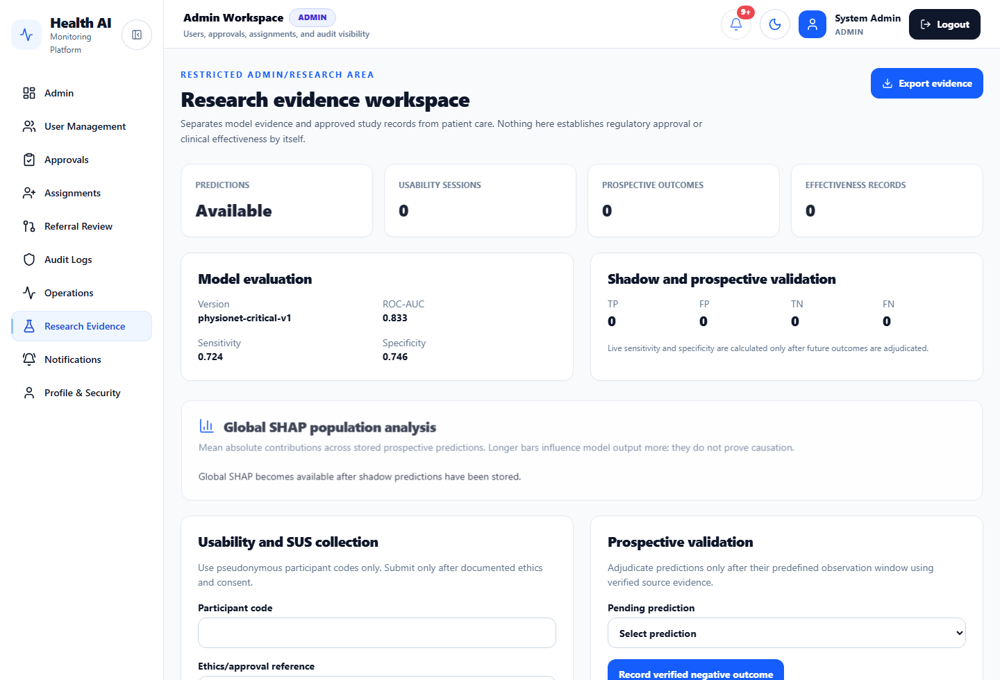 Health AI
Monitoring
Platform
Admin
User Management
Approvals
Assignments
Referral Review
Audit Logs
Operations
Research Evidence
Notifications
Profile & Security
Admin Workspace
ADMIN
Users, approvals, assignments, and audit visibility
9+
System Admin
ADMIN
Logout
RESTRICTED ADMIN/RESEARCH AREA
Research evidence workspace
Separates model evidence and approved study records from patient care. Nothing here establishes regulatory approval or
clinical effectiveness by itself.
Export evidence
PREDICTIONS
Available
USABILITY SESSIONS
0
PROSPECTIVE OUTCOMES
0
EFFECTIVENESS RECORDS
0
Model evaluation
Version
physionet-critical-v1
ROC-AUC
0.833
Sensitivity
0.724
Specificity
0.746
Shadow and prospective validation
TP
0
FP
0
TN
0
FN
0
Live sensitivity and specificity are calculated only after future outcomes are adjudicated.
Global SHAP population analysis
Mean absolute contributions across stored prospective predictions. Longer bars influence model output more; they do not prove causation.
Global SHAP becomes available after shadow predictions have been stored.
Usability and SUS collection
Use pseudonymous participant codes only. Submit only after documented ethics
and consent.
Participant code
Ethics/approval reference
Prospective validation
Adjudicate predictions only after their predefined observation window using
verified source evidence.
Pending prediction
Select prediction
Record verified negative outcome